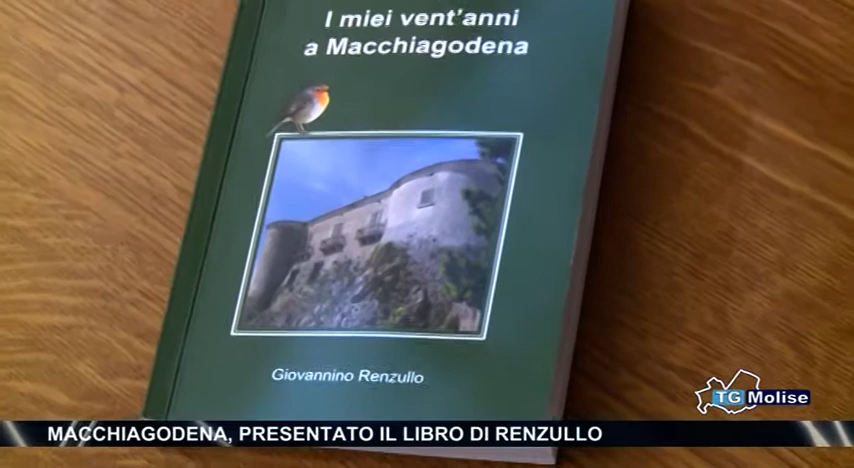 I miei vent'anni
a Macchiagodena
Giovannino Renzullo
TG Molise
MACCHIAGODENA, PRESENTATO IL LIBRO DI RENZULLO